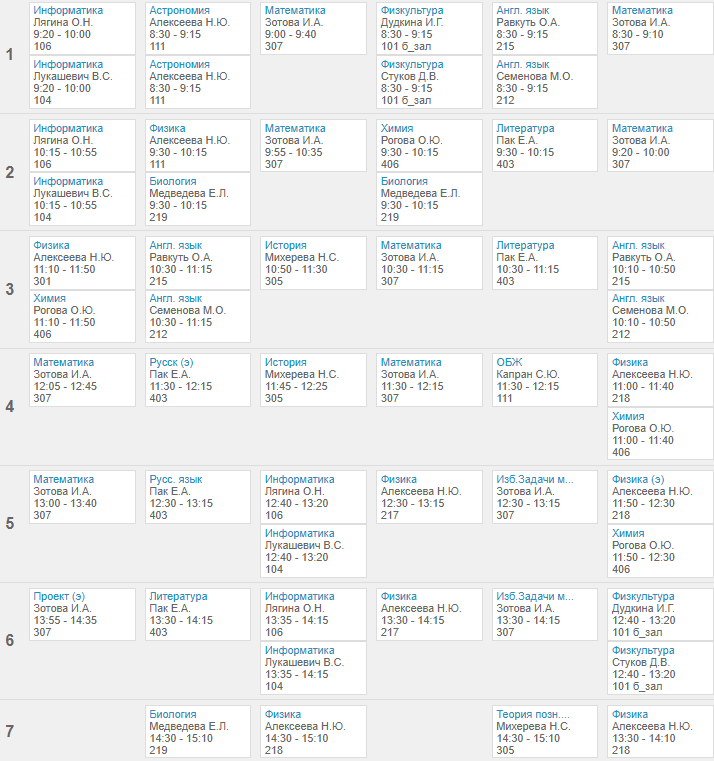 1
Информатика
Лягина О.Н.
9:20 - 10:00
106
Информатика
Лукашевич В.С.
9:20 - 10:00
104
Астрономия
Алексеева Н.Ю.
8:30 - 9:15
111
Астрономия
Алексеева Н.Ю.
8:30 - 9:15
111
Математика
Зотова И.А.
9:00 - 9:40
307
Физкультура
Дудкина И.Г.
8:30 - 9:15
101 б_зал
Физкультура
Стуков Д.В.
8:30 - 9:15
101 б_зал
Англ. язык
Равкуть О.А.
8:30 - 9:15
215
Англ. язык
Семенова М.О.
8:30 - 9:15
212
Математика
Зотова И.А.
8:30 - 9:10
307
2
Информатика
Лягина О.Н.
10:15 - 10:55
106
Информатика
Лукашевич В.С.
10:15 - 10:55
104
Физика
Алексеева Н.Ю.
9:30 - 10:15
111
Биология
Медведева Е.Л.
9:30 - 10:15
219
Математика
Зотова И.А.
9:55 - 10:35
307
Химия
Рогова О.Ю.
9:30 - 10:15
406
Биология
Медведева Е.Л.
9:30 - 10:15
219
Литература
Пак Е.А.
9:30 - 10:15
403
Математика
Зотова И.А.
9:20 - 10:00
307
3
Физика
Алексеева Н.Ю.
11:10 - 11:50
301
Химия
Рогова О.Ю.
11:10 - 11:50
406
Англ. язык
Равкуть О.А.
10:30 - 11:15
215
Англ. язык
Семенова М.О.
10:30 - 11:15
212
История
Михерева Н.С.
10:50 - 11:30
305
Математика
Зотова И.А.
10:30 - 11:15
307
Литература
Пак Е.А.
10:30 - 11:15
403
Англ. язык
Равкуть О.А.
10:10 - 10:50
215
Англ. язык
Семенова М.О.
10:10 - 10:50
212
4
Математика
Зотова И.А.
12:05 - 12:45
307
Русск (э)
Пак Е.А.
11:30 - 12:15
403
История
Михерева Н.С.
11:45 - 12:25
305
Математика
Зотова И.А.
11:30 - 12:15
307
ОБЖ
Капран С.Ю.
11:30 - 12:15
111
Физика
Алексеева Н.Ю.
11:00 - 11:40
218
Химия
Рогова О.Ю.
11:00 - 11:40
406
5
Математика
Зотова И.А.
13:00 - 13:40
307
Русс. язык
Пак Е.А.
12:30 - 13:15
403
Информатика
Лягина О.Н.
12:40 - 13:20
106
Информатика
Лукашевич В.С.
12:40 - 13:20
104
Физика
Алексеева Н.Ю.
12:30 - 13:15
217
Изб.Задачи м...
Зотова И.А.
12:30 - 13:15
307
Физика (э)
Алексеева Н.Ю.
11:50 - 12:30
218
Химия
Рогова О.Ю.
11:50 - 12:30
406
6
Проект (э)
Зотова И.А.
13:55 - 14:35
307
Литература
Пак Е.А.
13:30 - 14:15
403
Информатика
Лягина О.Н.
13:35 - 14:15
106
Информатика
Лукашевич В.С.
13:35 - 14:15
104
Физика
Алексеева Н.Ю.
13:30 - 14:15
217
Изб.Задачи м...
Зотова И.А.
13:30 - 14:15
307
Физкультура
Дудкина И.Г.
12:40 - 13:20
101 б_зал
Физкультура
Стуков Д.В.
12:40 - 13:20
101 б_зал
7
Биология
Медведева Е.Л.
14:30 - 15:10
219
Физика
Алексеева Н.Ю.
14:30 - 15:10
218
Теория позн....
Михерева Н.С.
14:30 - 15:10
305
Физика
Алексеева Н.Ю.
13:30 - 14:10
218